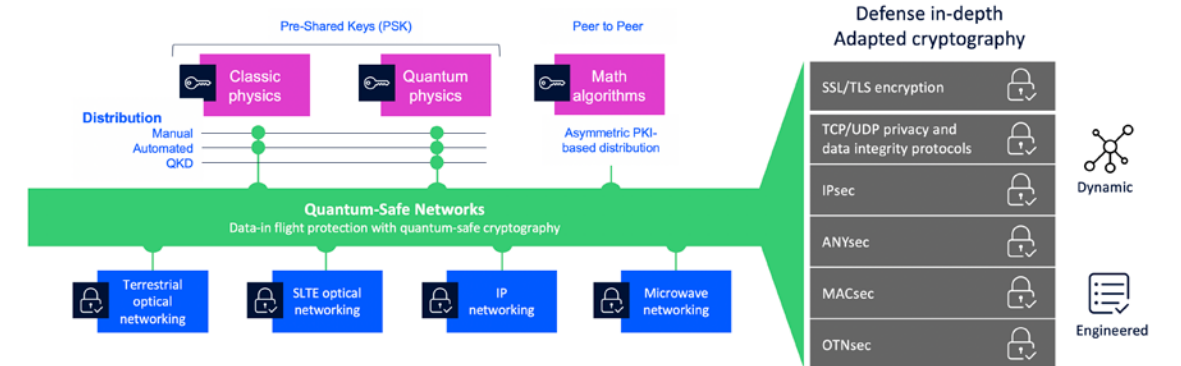 Pre-Shared Keys (PSK)
Peer to Peer
Defense in-depth
Adapted cryptography
Classic
physics
Quantum
physics
Math
algorithms
Distribution
Manual
Automated
QKD
Asymmetric PKI-
based distribution
Quantum-Safe Networks
Data-in flight protection with quantum-safe cryptography
Terrestrial
optical
networking
SLTE optical
networking
IP
networking
Microwave
networking
SSL/TLS encryption
TCP/UDP privacy and
data integrity protocols
IPsec
ANYsec
MACsec
OTNsec
Dynamic
Engineered